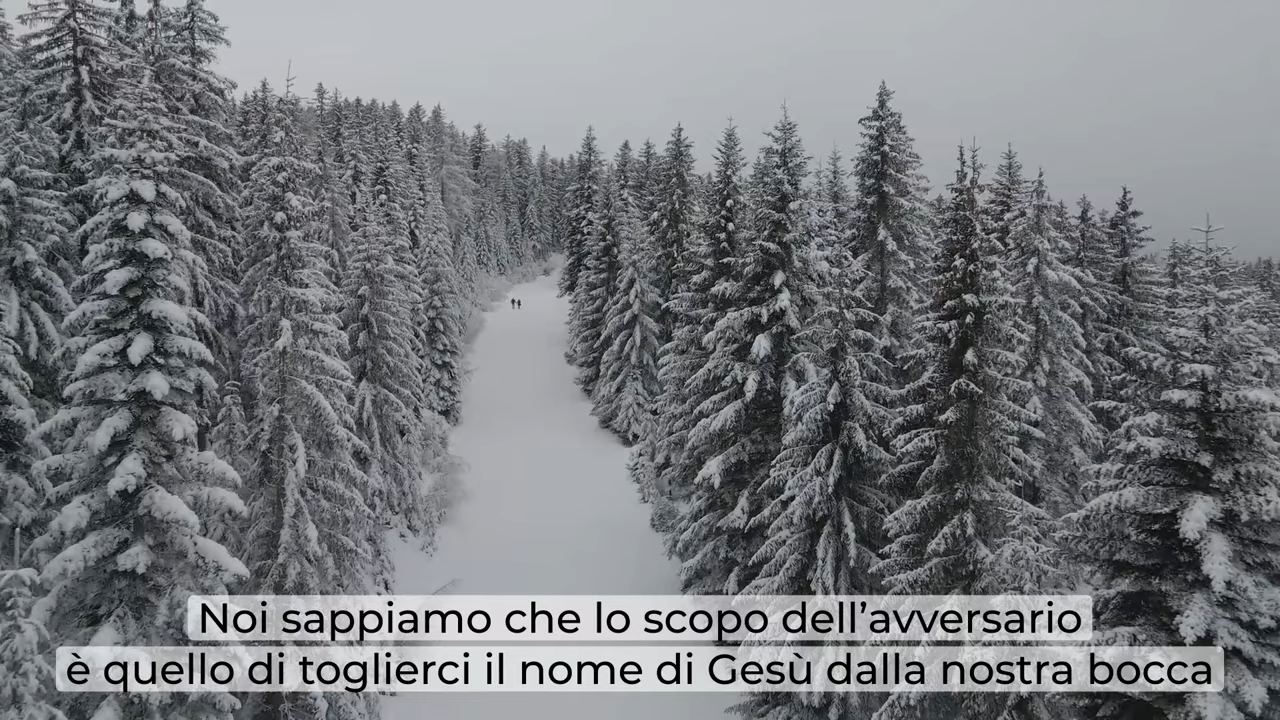 Noi sappiamo che lo scopo dell’avversario
è quello di toglierci il nome di Gesù dalla nostra bocca